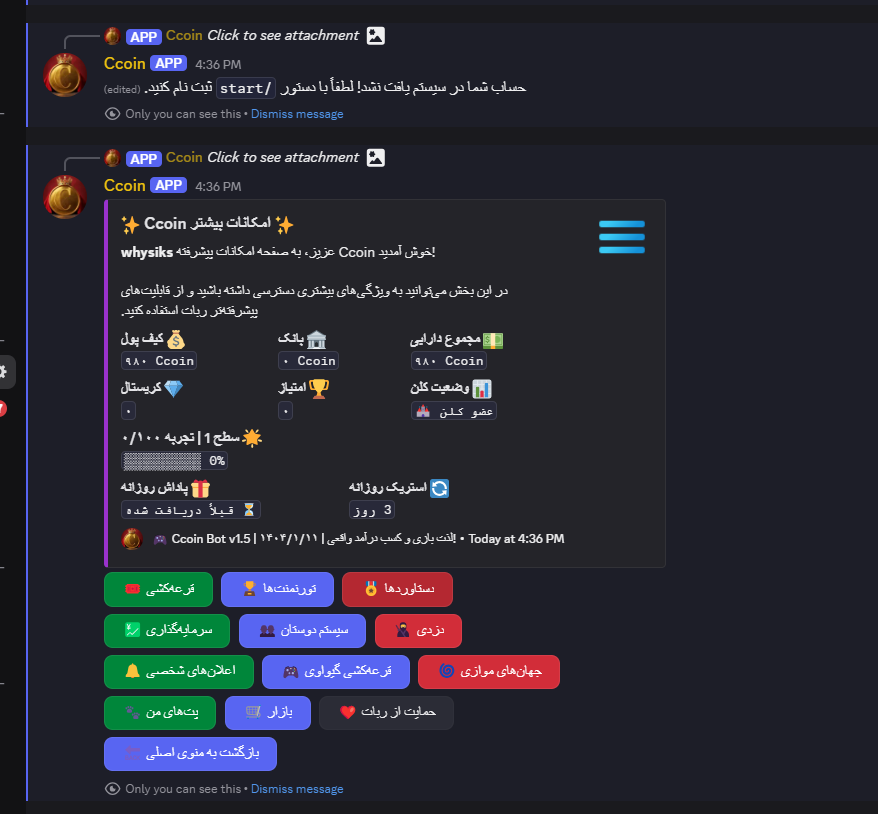 APP Ccoin Click to see attachment
Ccoin APP 4:36 PM
حساب شما در سیستم یافت نشد! لطفاً با دستور /start ثبت نام کنید. (edited)
Only you can see this • Dismiss message
APP Ccoin Click to see attachment
Ccoin APP 4:36 PM
✨ امکانات بیشتر Ccoin ✨
whysiks عزیز، به صفحه امکانات پیشرفته Ccoin خوش آمدید!
در این بخش می‌توانید به ویژگی‌های بیشتری دسترسی داشته باشید و از قابلیت‌های
پیشرفته‌تر ربات استفاده کنید.
💰 کیف پول 🏦 بانک 💵 مجموع دارایی
۹۸۰ Ccoin ۰ Ccoin ۹۸۰ Ccoin
💎 کریستال 🏆 امتیاز 📊 وضعیت کلن
۰ ۰ عضو کلن 🏰
🌟 سطح 1 | تجربه ۰/۱۰۰
▒▒▒▒▒▒▒▒▒▒ 0%
🎁 پاداش روزانه 🔄 استریک روزانه
⏳ قبلاً دریافت شده 3 روز
🎮 Ccoin Bot v1.5 | ۱۴۰۴/۱/۱۱ | لذت بازی و کسب درآمد واقعی! • Today at 4:36 PM
🎟️ قرعه‌کشی 🏆 تورنمنت‌ها 🏅 دستاوردها
💹 سرمایه‌گذاری 👥 سیستم دوستان 🥷 دزدی
🔔 اعلان‌های شخصی 🎮 قرعه‌کشی گیواوی 🌀 جهان‌های موازی
🐾 پت‌های من 🛒 بازار ❤️ حمایت از ربات
بازگشت به منوی اصلی
Only you can see this • Dismiss message